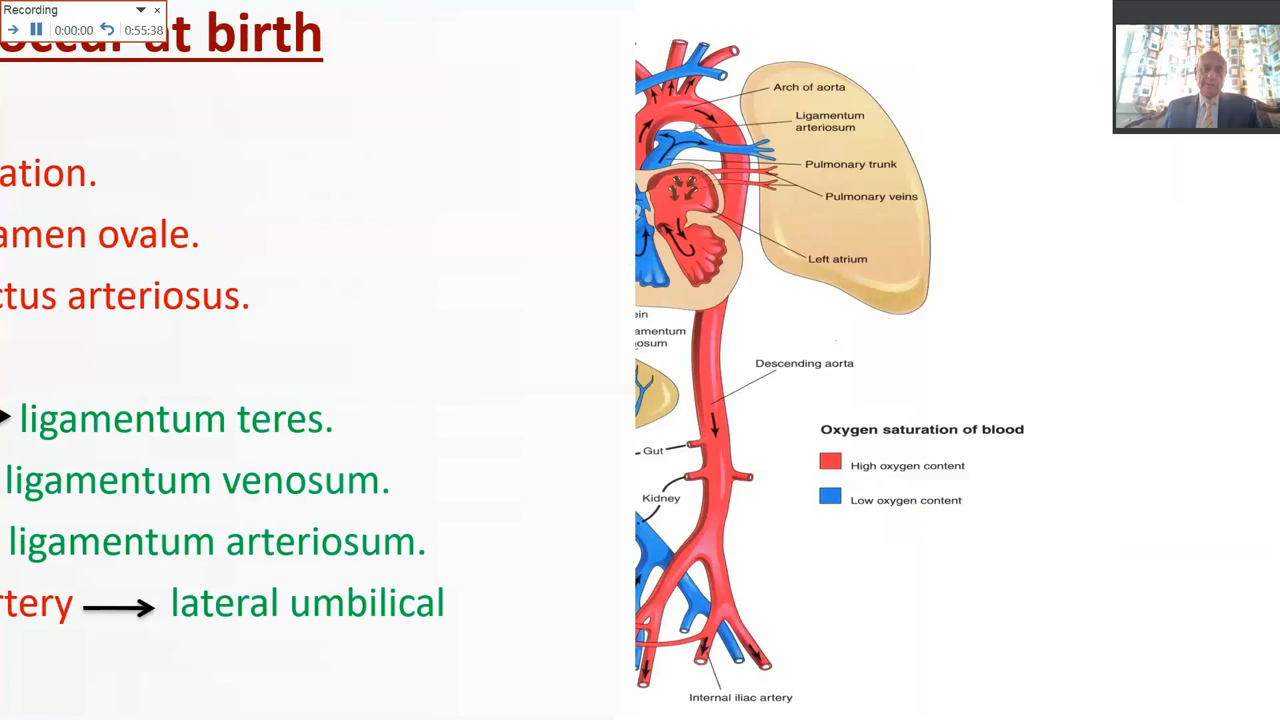 Recording
0:00:00
0:55:38
at birth
ation.
amen ovale.
ctus arteriosus.
ligamentum teres.
ligamentum venosum.
ligamentum arteriosum.
rtery
lateral umbilical
Arch of aorta
Ligamentum
arteriosum
Pulmonary trunk
Pulmonary veins
Left atrium
ein
amentum
nosum
Descending aorta
Gut
Kidney
Internal iliac artery
Oxygen saturation of blood
High oxygen content
Low oxygen content